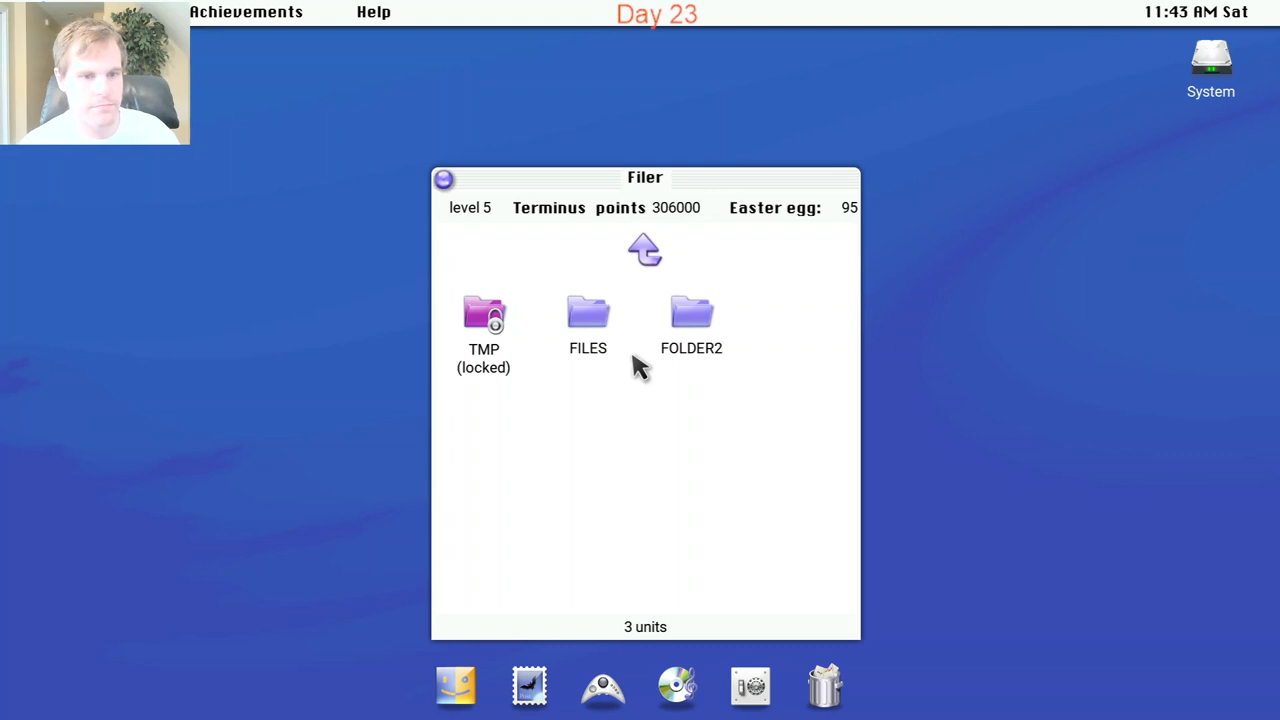 Achievements Help Day 23 11:43 AM Sat
System
Filer
level 5 Terminus points 306000 Easter egg: 95
TMP FILES FOLDER2
(locked)
3 units